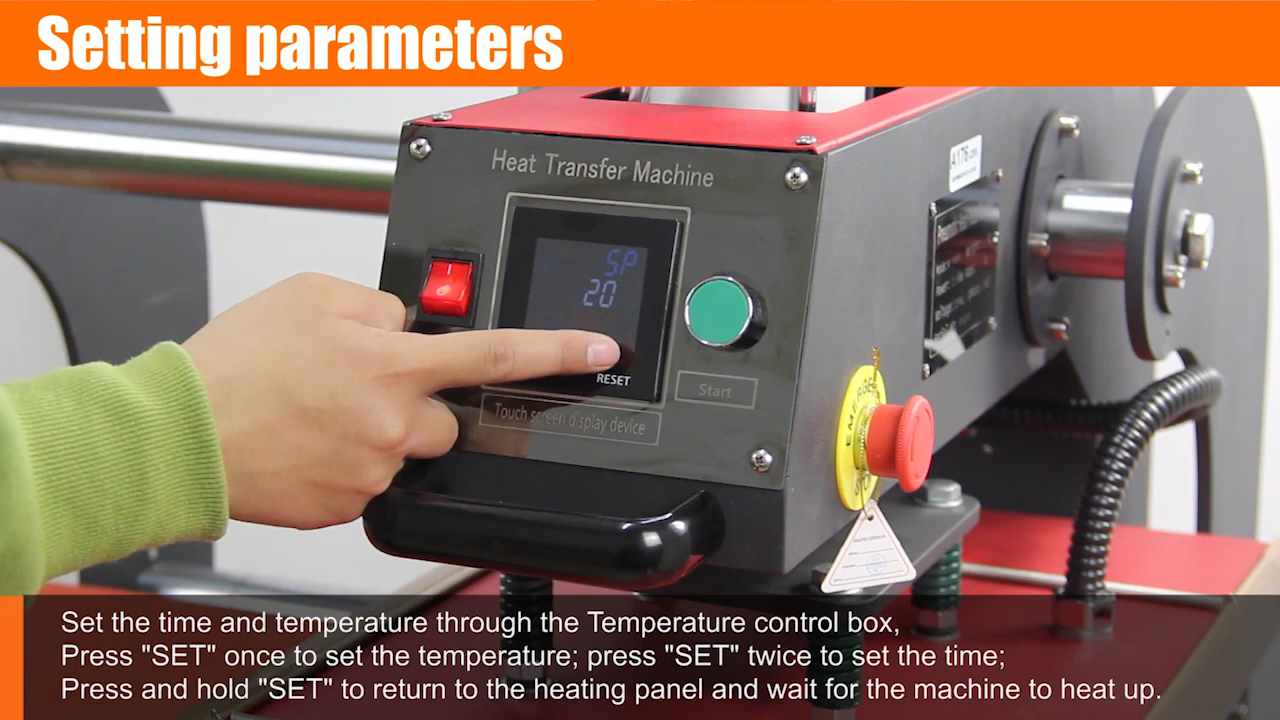 Setting parameters
Heat Transfer Machine
A176
SP
20
RESET
Start
Touch screen display device
EMERGE
Set the time and temperature through the Temperature control box,
Press "SET" once to set the temperature; press "SET" twice to set the time;
Press and hold "SET" to return to the heating panel and wait for the machine to heat up.